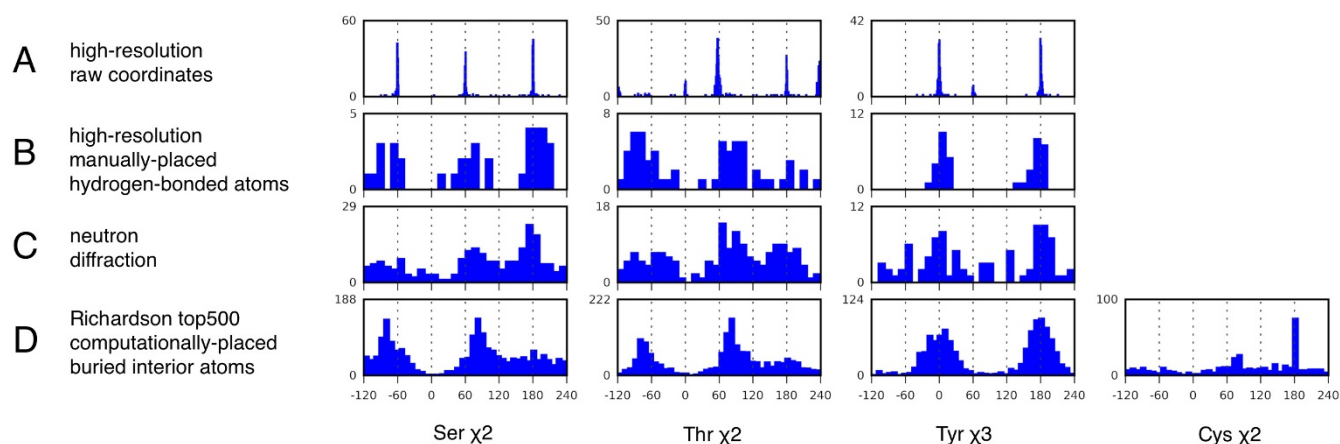 A
high-resolution
raw coordinates
60
0
50
0
42
0
B
high-resolution
manually-placed
hydrogen-bonded atoms
5
0
8
0
12
0
C
neutron
diffraction
29
0
18
0
12
0
D
Richardson top500
computationally-placed
buried interior atoms
188
0
222
0
124
0
100
0
-120 -60 0 60 120 180 240
-120 -60 0 60 120 180 240
-120 -60 0 60 120 180 240
-120 -60 0 60 120 180 240
Ser χ2
Thr χ2
Tyr χ3
Cys χ2